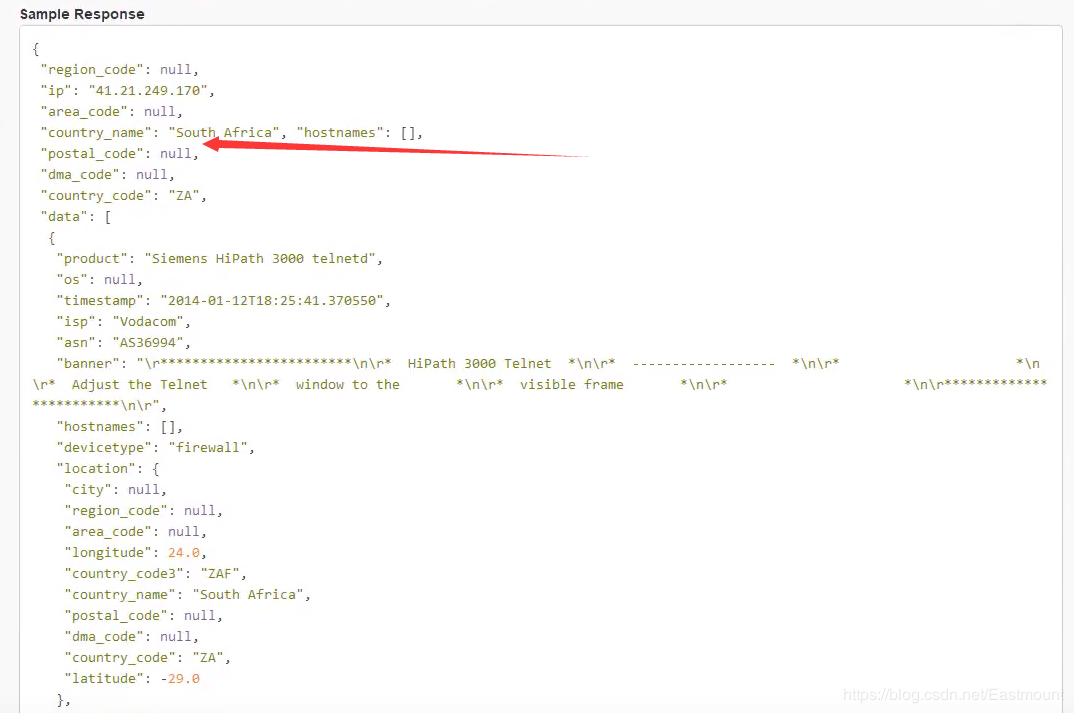 Sample Response
{
"region_code": null,
"ip": "41.21.249.170",
"area_code": null,
"country_name": "South Africa", "hostnames": [],
"postal_code": null,
"dma_code": null,
"country_code": "ZA",
"data": [
{
"product": "Siemens HiPath 3000 telnetd",
"os": null,
"timestamp": "2014-01-12T18:25:41.370550",
"isp": "Vodacom",
"asn": "AS36994",
"banner": "\r************************\n\r*  HiPath 3000 Telnet  *\n\r*  ------------------  *\n\r*                      *\n
\r*  Adjust the Telnet   *\n\r*  window to the       *\n\r*  visible frame       *\n\r*                      *\n\r*************
***********\n\r",
"hostnames": [],
"devicetype": "firewall",
"location": {
"city": null,
"region_code": null,
"area_code": null,
"longitude": 24.0,
"country_code3": "ZAF",
"country_name": "South Africa",
"postal_code": null,
"dma_code": null,
"country_code": "ZA",
"latitude": -29.0
},
https://blog.csdn.net/Eastmount